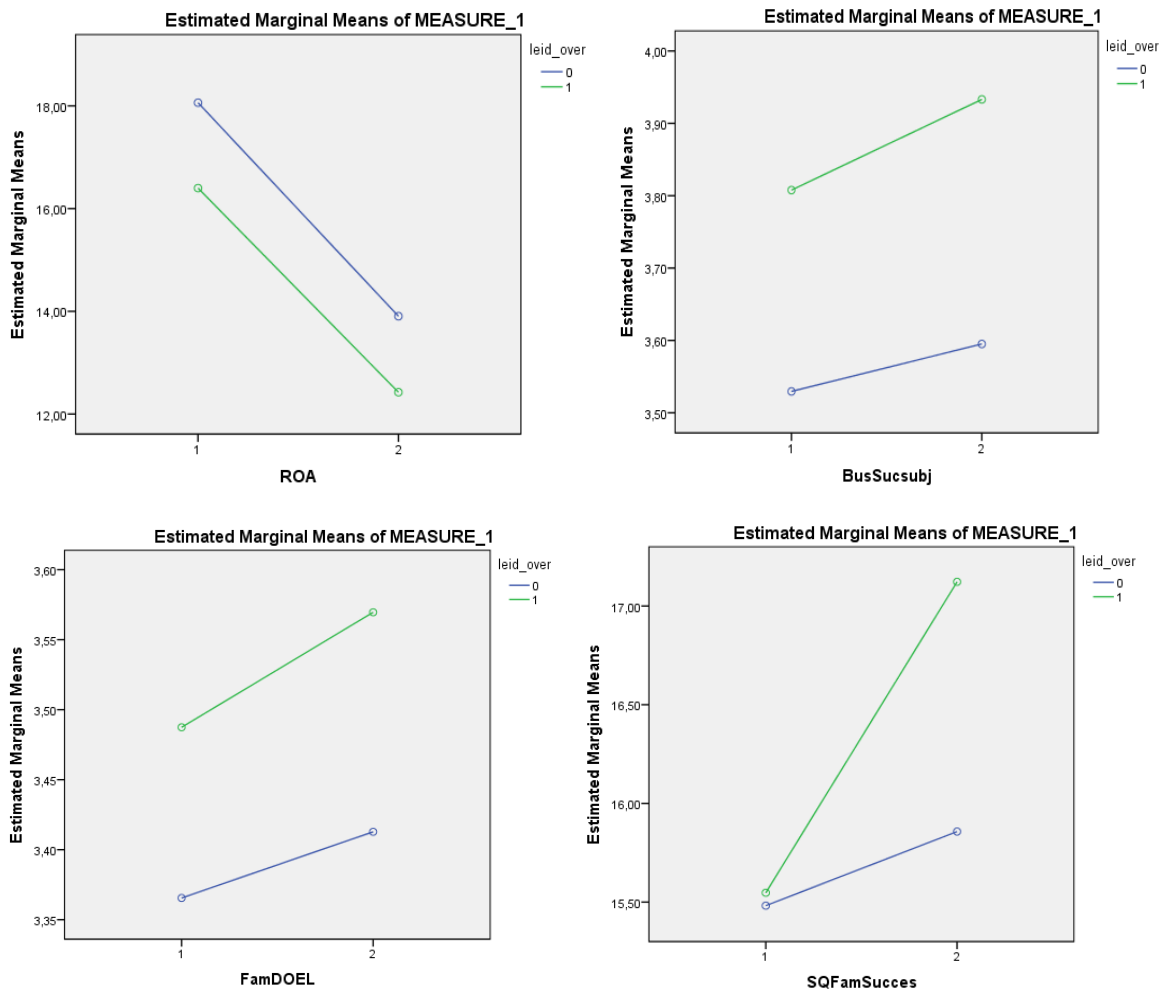 Estimated Marginal Means of MEASURE_1
leid_over
0
1
Estimated Marginal Means
18,00
16,00
14,00
12,00
1
2
ROA
Estimated Marginal Means of MEASURE_1
leid_over
0
1
Estimated Marginal Means
4,00
3,90
3,80
3,70
3,60
3,50
1
2
BusSucsubj
Estimated Marginal Means of MEASURE_1
leid_over
0
1
Estimated Marginal Means
3,60
3,55
3,50
3,45
3,40
3,35
1
2
FamDOEL
Estimated Marginal Means of MEASURE_1
leid_over
0
1
Estimated Marginal Means
17,00
16,50
16,00
15,50
1
2
SQFamSucces